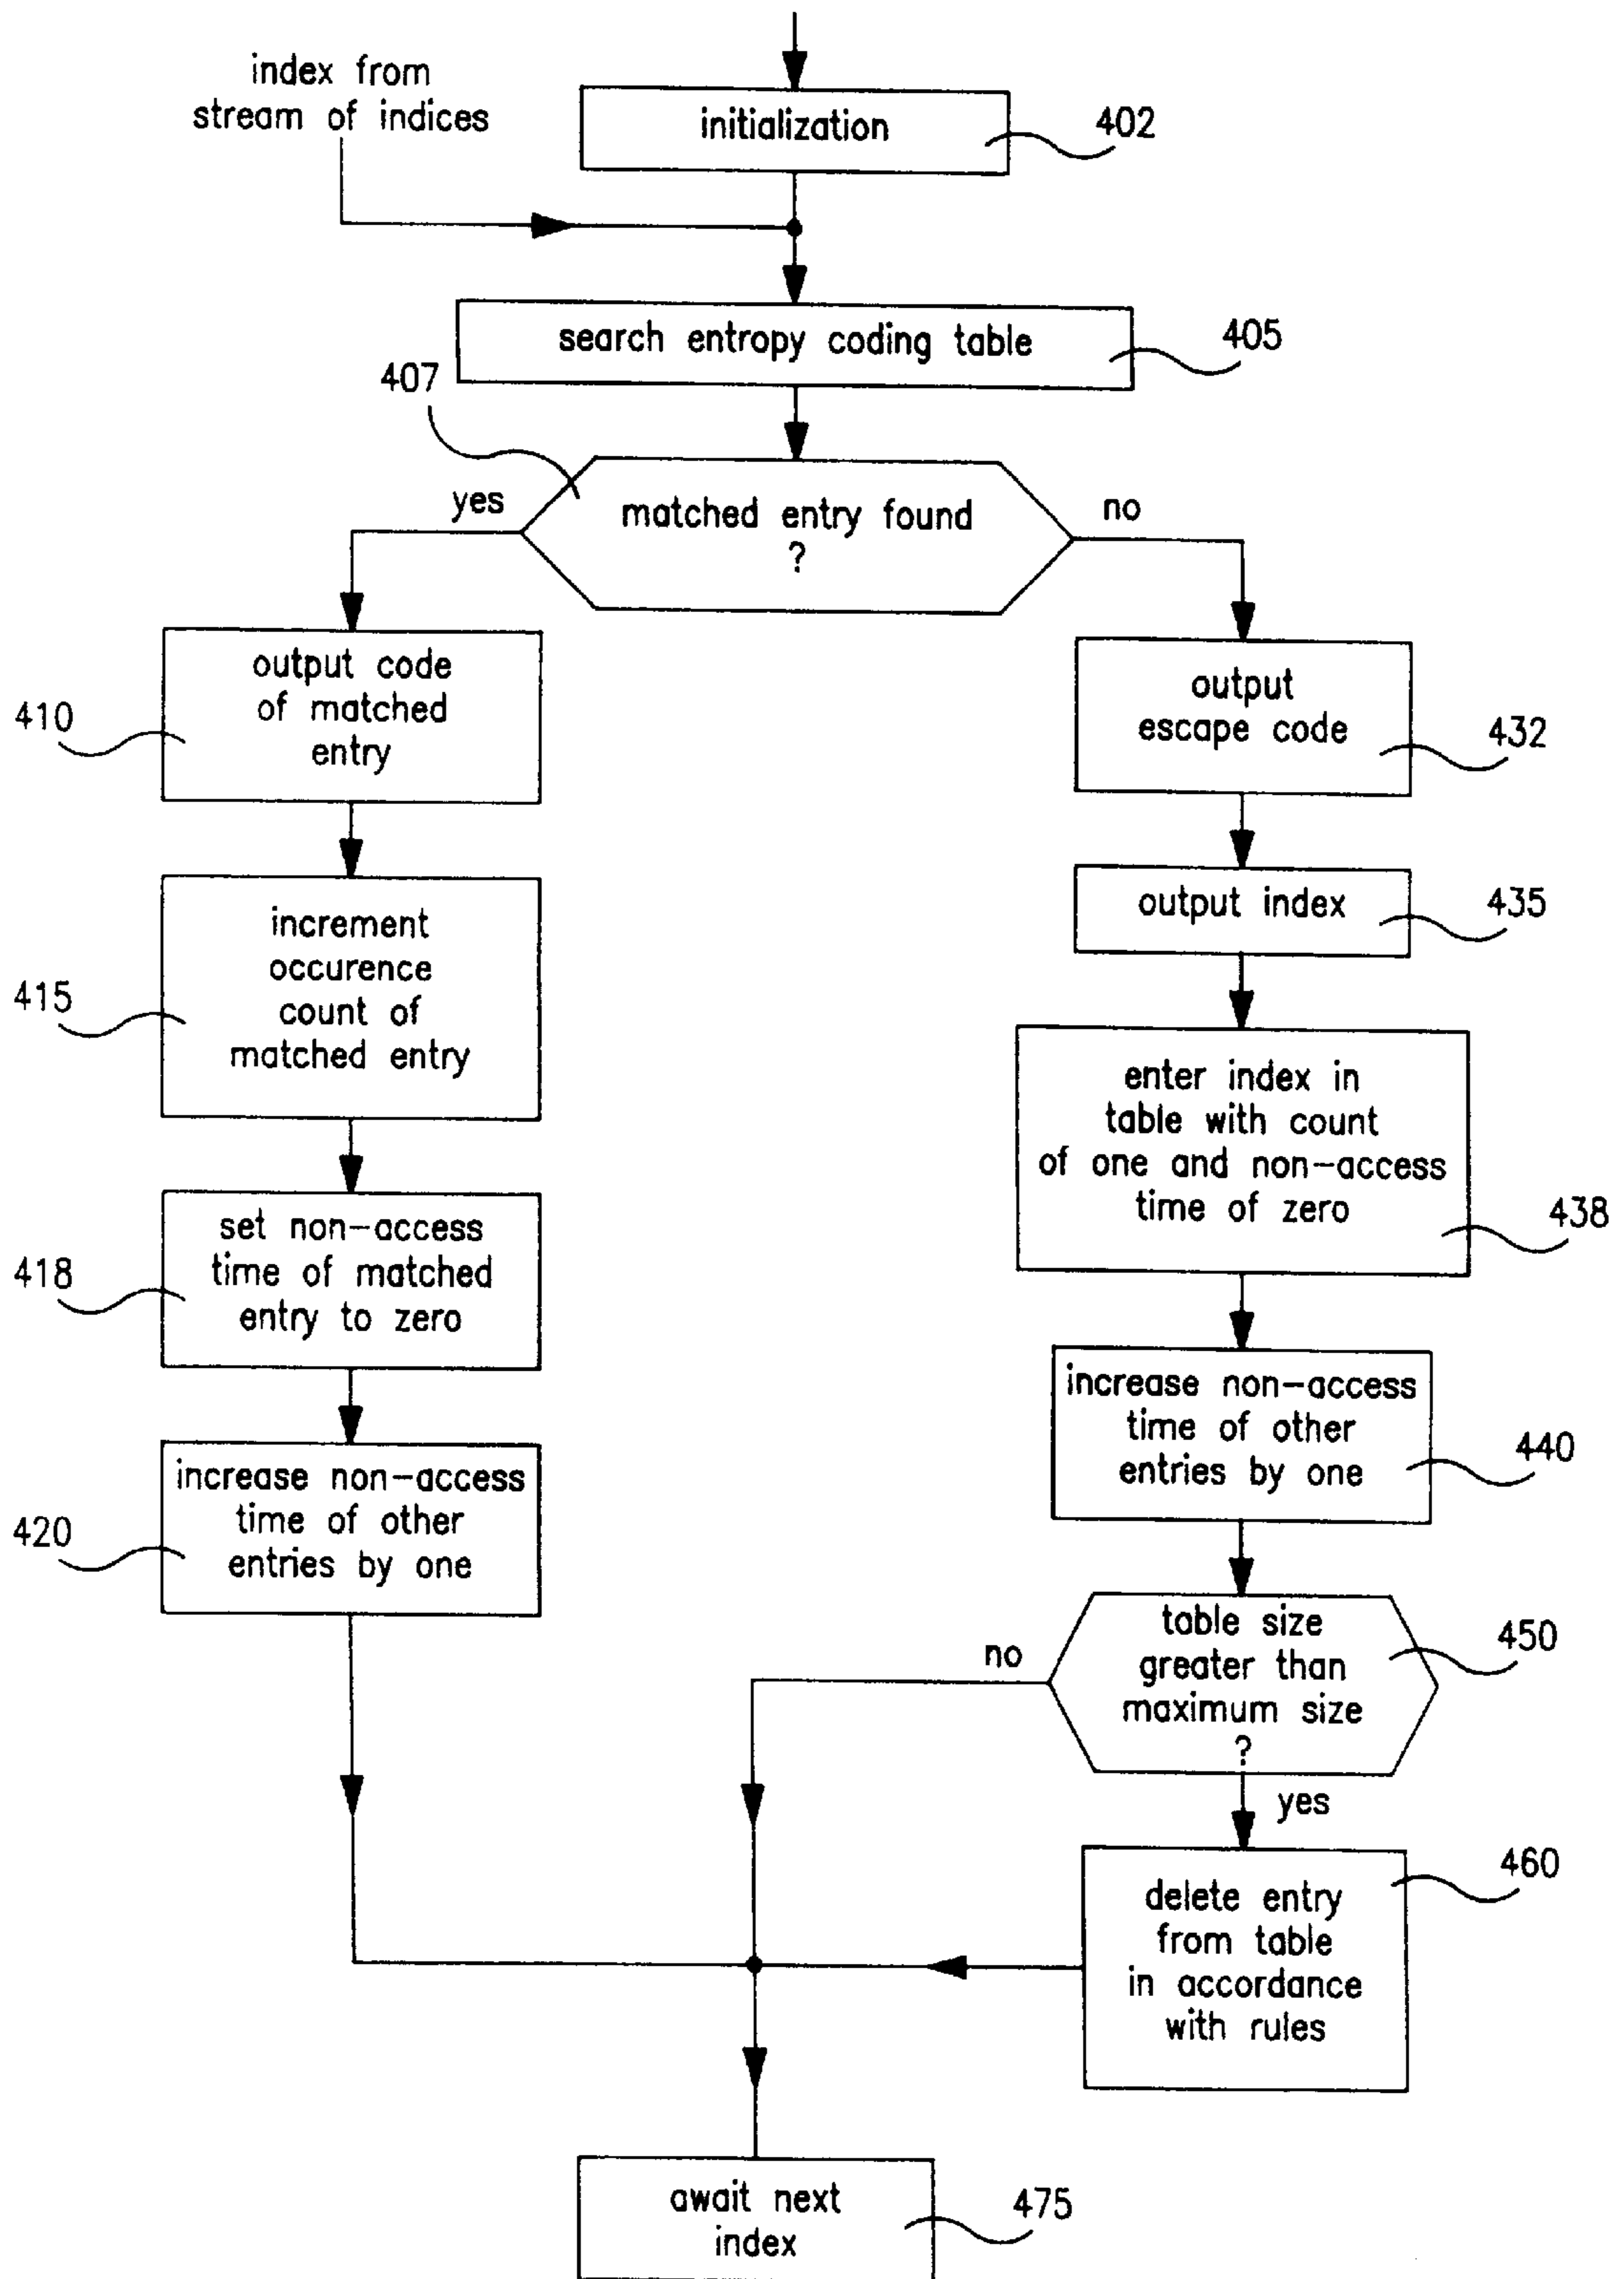 index from
stream of indices
initialization
402
search entropy coding table
405
407
yes
matched entry found
?
no
output code
of matched
entry
410
output
escape code
432
increment
occurence
count of
matched entry
415
output index
435
enter index in
table with count
of one and non-access
time of zero
438
set non-access
time of matched
entry to zero
418
increase non-access
time of other
entries by one
440
increase non-access
time of other
entries by one
420
table size
greater than
maximum size
?
450
no
yes
delete entry
from table
in accordance
with rules
460
await next
index
475